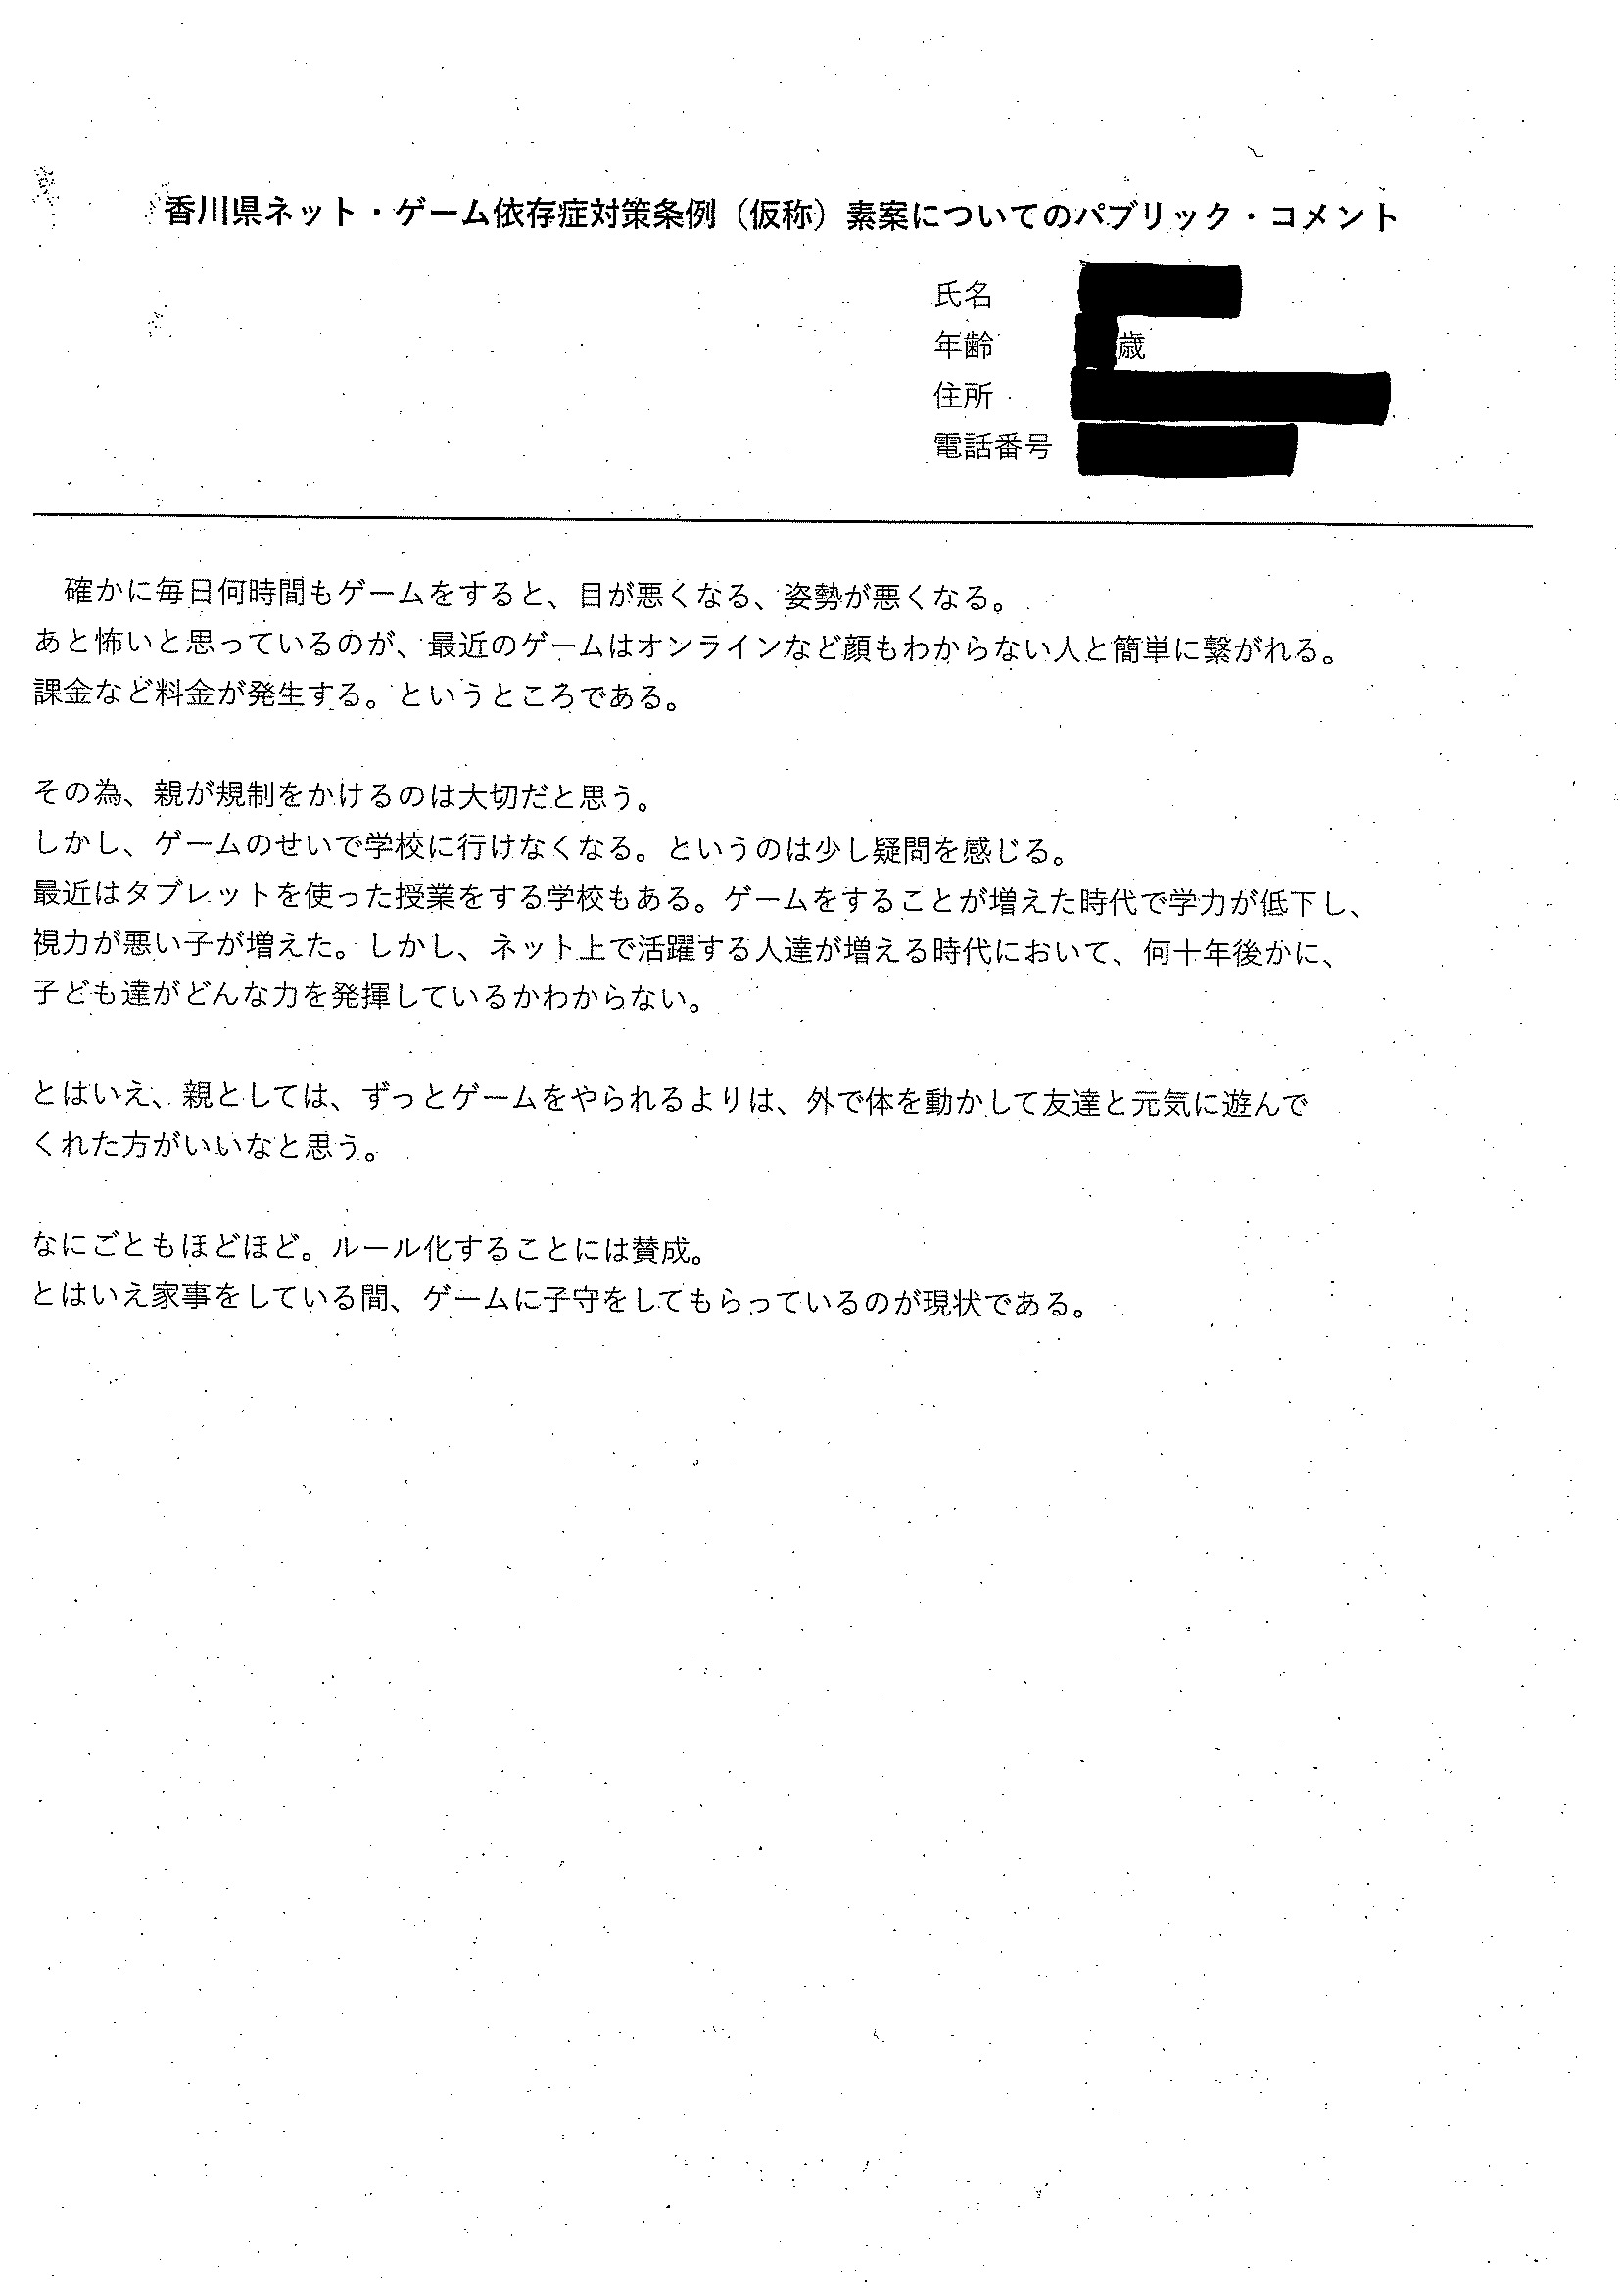 香川県ネット・ゲーム依存症対策条例（仮称）素案についてのパブリック・コメント
氏名
年齢 歳
住所
電話番号
確かに毎日何時間もゲームをすると、目が悪くなる、姿勢が悪くなる。
あと怖いと思っているのが、最近のゲームはオンラインなど顔もわからない人と簡単に繋がれる。
課金など料金が発生する。というところである。
その為、親が規制をかけるのは大切だと思う。
しかし、ゲームのせいで学校に行けなくなる。というのは少し疑問を感じる。
最近はタブレットを使った授業をする学校もある。ゲームをすることが増えた時代で学力が低下し、
視力が悪い子が増えた。しかし、ネット上で活躍する人達が増える時代において、何十年後かに、
子ども達がどんな力を発揮しているかわからない。
とはいえ、親としては、ずっとゲームをやられるよりは、外で体を動かして友達と元気に遊んで
くれた方がいいなと思う。
なにごともほどほど。ルール化することには賛成。
とはいえ家事をしている間、ゲームに子守をしてもらっているのが現状である。